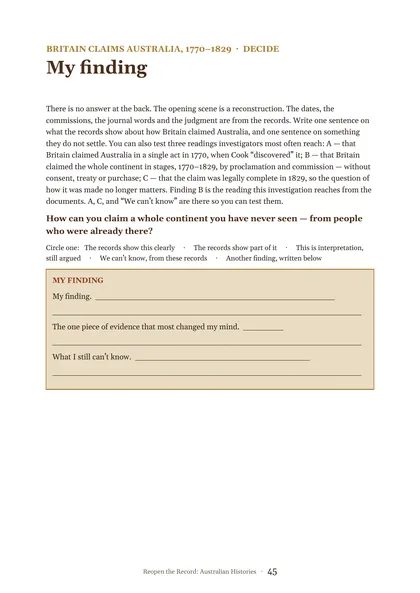 BRITAIN CLAIMS AUSTRALIA, 1770–1829 · DECIDE
My finding
There is no answer at the back. The opening scene is a reconstruction. The dates, the
commissions, the journal words and the judgment are from the records. Write one sentence on
what the records show about how Britain claimed Australia, and one sentence on something
they do not settle. You can also test three readings investigators most often reach: A — that
Britain claimed Australia in a single act in 1770, when Cook “discovered” it; B — that Britain
claimed the whole continent in stages, 1770–1829, by proclamation and commission — without
consent, treaty or purchase; C — that the claim was legally complete in 1829, so the question of
how it was made no longer matters. Finding B is the reading this investigation reaches from the
documents. A, C, and “We can’t know” are there so you can test them.
How can you claim a whole continent you have never seen — from people
who were already there?
Circle one: The records show this clearly · The records show part of it · This is interpretation,
still argued · We can’t know, from these records · Another finding, written below
MY FINDING
My finding.
The one piece of evidence that most changed my mind.
What I still can’t know.
Reopen the Record: Australian Histories · 45